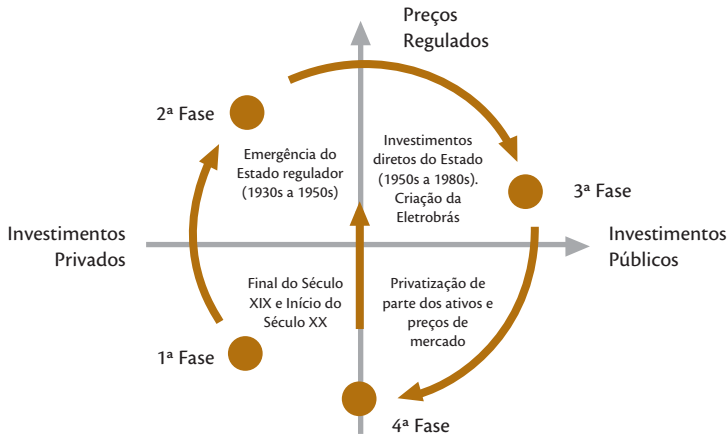 Preços
Regulados
2ª Fase
Emergência do
Estado regulador
(1930s a 1950s)
Investimentos
diretos do Estado
(1950s a 1980s).
Criação da
Eletrobrás
3ª Fase
Investimentos
Privados
Investimentos
Públicos
Final do Século
XIX e Início do
Século XX
Privatização de
parte dos ativos e
preços de
mercado
1ª Fase
4ª Fase